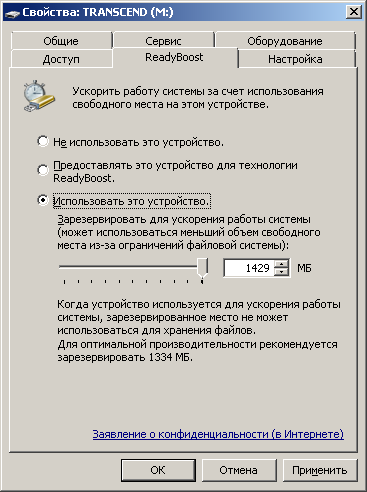 Свойства: TRANSCEND (M:)
Общие
Сервис
Оборудование
Доступ
ReadyBoost
Настройка
Ускорить работу системы за счет использования
свободного места на этом устройстве.
Не использовать это устройство.
Предоставлять это устройство для технологии
ReadyBoost.
Использовать это устройство.
Зарезервировать для ускорения работы системы
(может использоваться меньший объем свободного
места из-за ограничений файловой системы):
1429 МБ
Когда устройство используется для ускорения работы
системы, зарезервированное место не может
использоваться для хранения файлов.
Для оптимальной производительности рекомендуется
зарезервировать 1334 МБ.
Заявление о конфиденциальности (в Интернете)
OK
Отмена
Применить